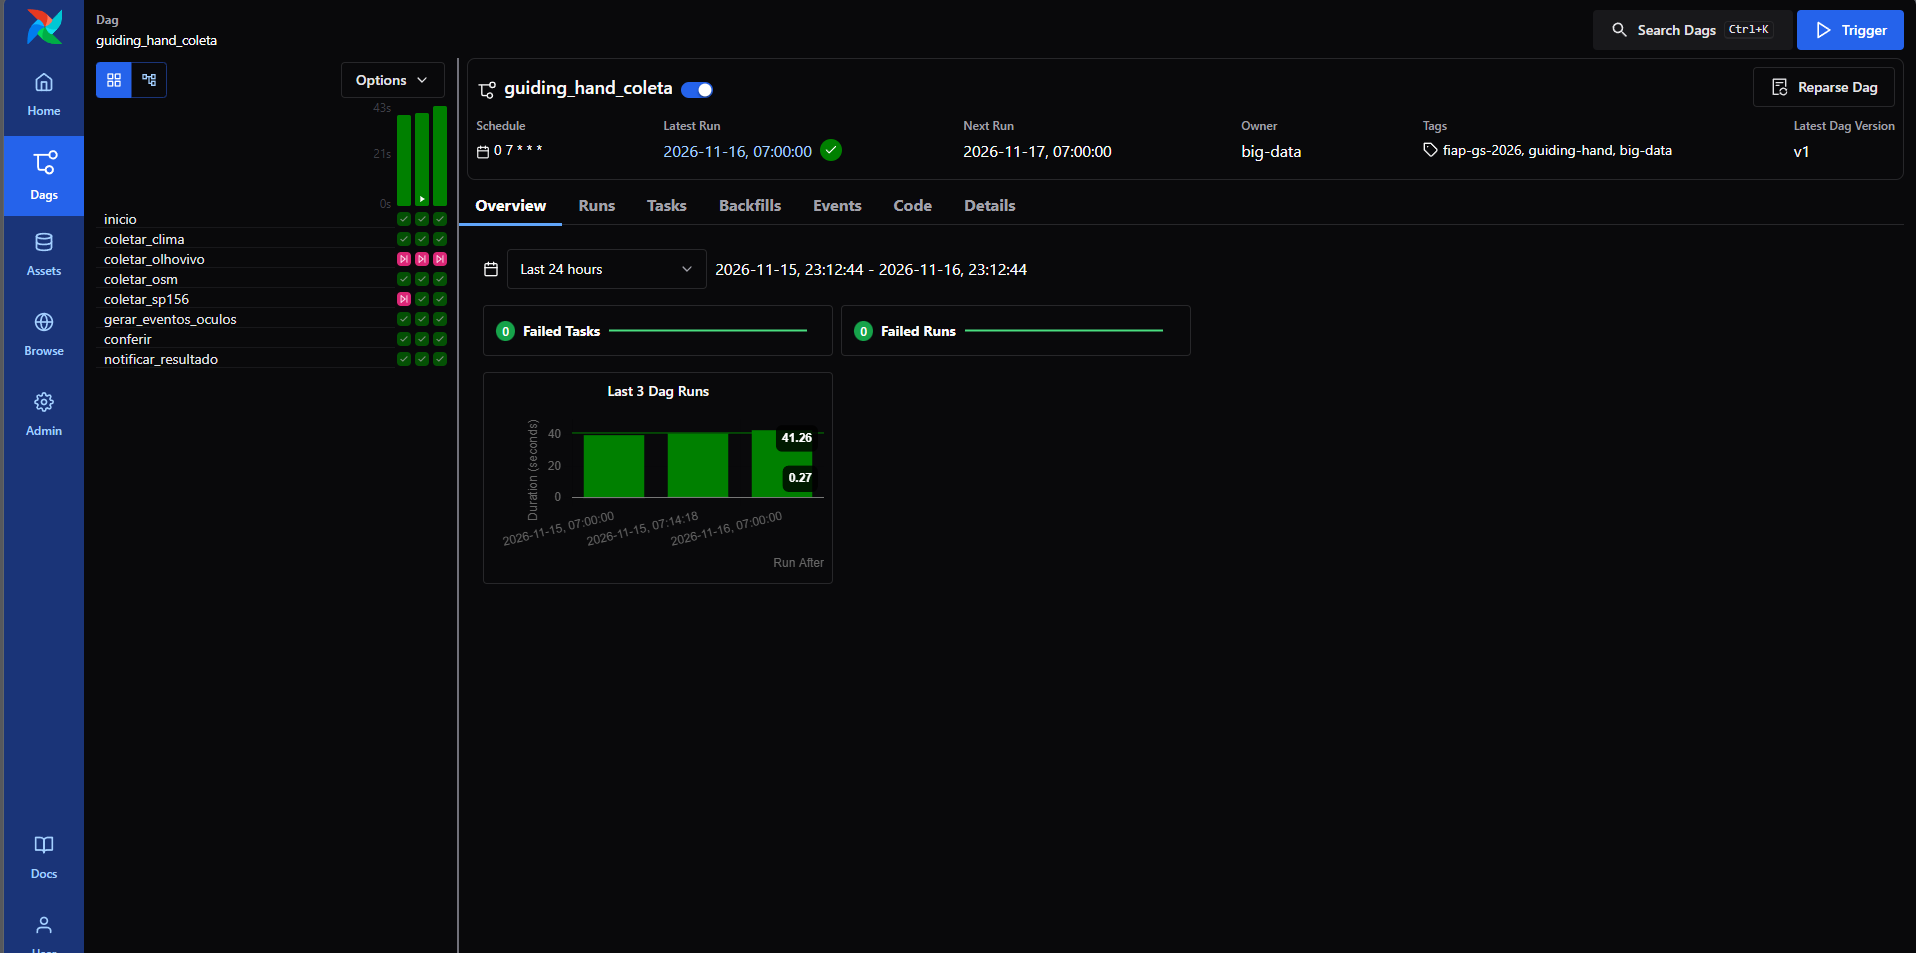 Dag
guiding_hand_coleta
Search Dags Ctrl+K
Trigger
Home
Dags
Assets
Browse
Admin
Docs
Options
43s
21s
0s
inicio
coletar_clima
coletar_olhovivo
coletar_osm
coletar_sp156
gerar_eventos_oculos
conferir
notificar_resultado
guiding_hand_coleta
Reparse Dag
Schedule
0 7 * * *
Latest Run
2026-11-16, 07:00:00
Next Run
2026-11-17, 07:00:00
Owner
big-data
Tags
fiap-gs-2026, guiding-hand, big-data
Latest Dag Version
v1
Overview Runs Tasks Backfills Events Code Details
Last 24 hours
2026-11-15, 23:12:44 - 2026-11-16, 23:12:44
0 Failed Tasks
0 Failed Runs
Last 3 Dag Runs
Duration (seconds)
40
20
0
41.26
0.27
2026-11-15, 07:00:00
2026-11-15, 07:14:18
2026-11-16, 07:00:00
Run After